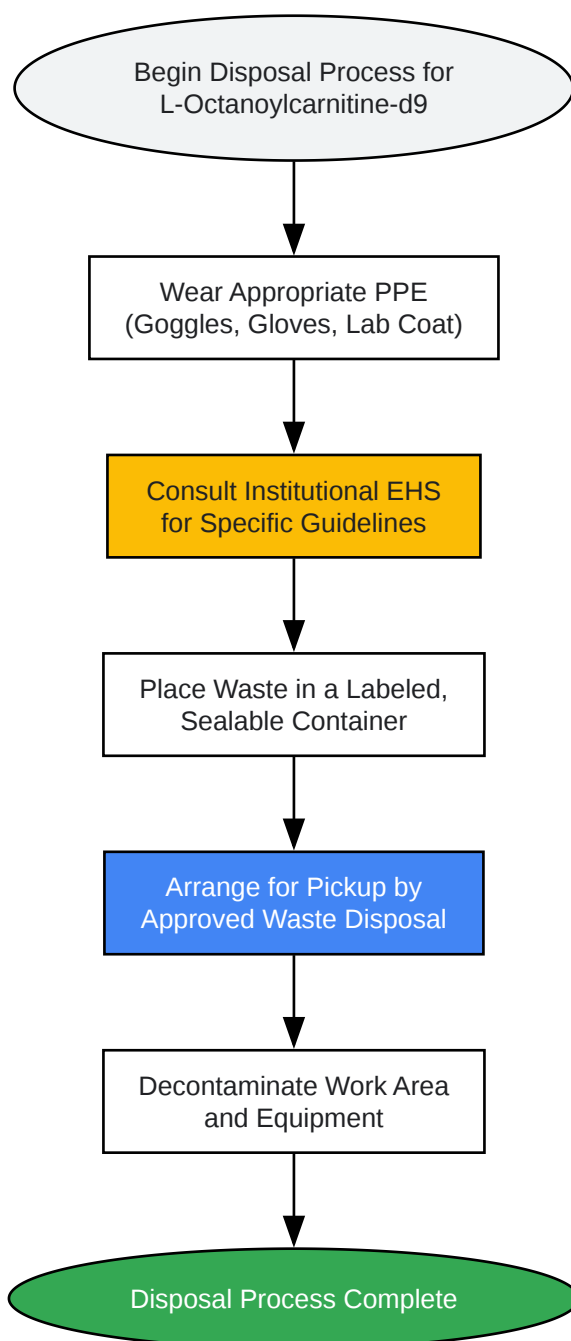 Begin Disposal Process for
L-Octanoylcarnitine-d9
Wear Appropriate PPE
(Goggles, Gloves, Lab Coat)
Consult Institutional EHS
for Specific Guidelines
Place Waste in a Labeled,
Sealable Container
Arrange for Pickup by
Approved Waste Disposal
Decontaminate Work Area
and Equipment
Disposal Process Complete